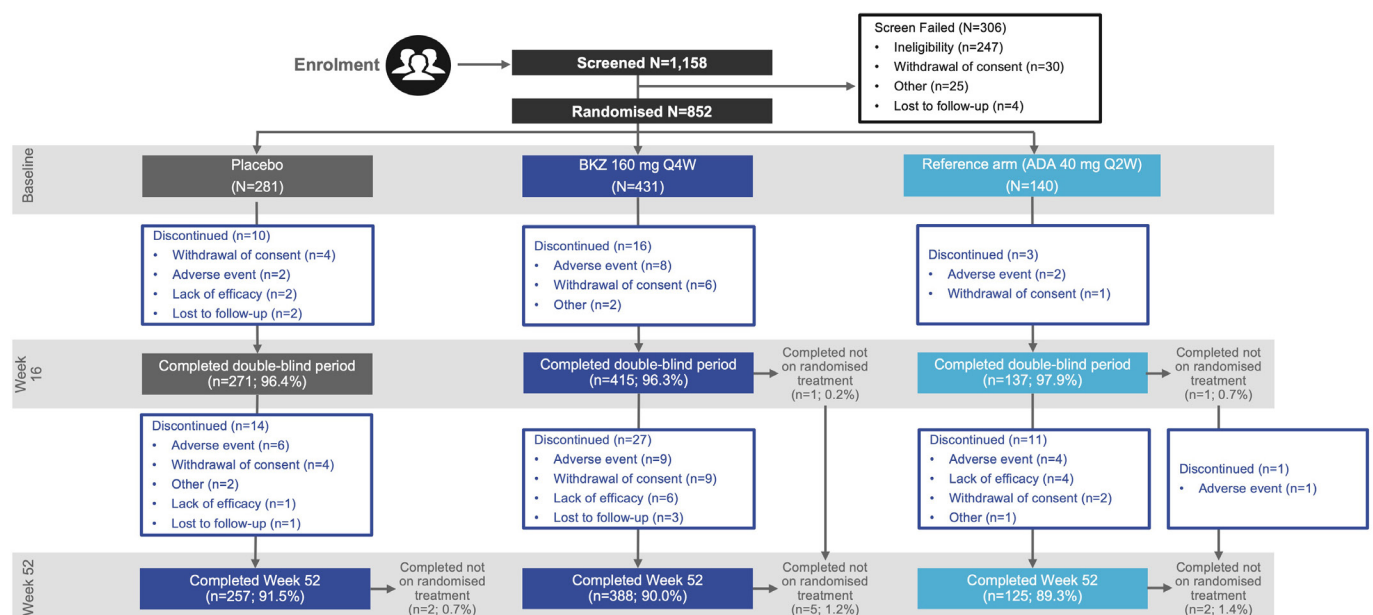 Enrolment
Screened N=1,158
Screen Failed (N=306)
• Ineligibility (n=247)
• Withdrawal of consent (n=30)
• Other (n=25)
• Lost to follow-up (n=4)
Randomised N=852
Baseline
Placebo
(N=281)
BKZ 160 mg Q4W
(N=431)
Reference arm (ADA 40 mg Q2W)
(N=140)
Discontinued (n=10)
• Withdrawal of consent (n=4)
• Adverse event (n=2)
• Lack of efficacy (n=2)
• Lost to follow-up (n=2)
Discontinued (n=16)
• Adverse event (n=8)
• Withdrawal of consent (n=6)
• Other (n=2)
Discontinued (n=3)
• Adverse event (n=2)
• Withdrawal of consent (n=1)
Week
16
Completed double-blind period
(n=271; 96.4%)
Completed double-blind period
(n=415; 96.3%)
Completed not
on randomised
treatment
(n=1; 0.2%)
Completed double-blind period
(n=137; 97.9%)
Completed not
on randomised
treatment
(n=1; 0.7%)
Discontinued (n=14)
• Adverse event (n=6)
• Withdrawal of consent (n=4)
• Other (n=2)
• Lack of efficacy (n=1)
• Lost to follow-up (n=1)
Discontinued (n=27)
• Adverse event (n=9)
• Withdrawal of consent (n=9)
• Lack of efficacy (n=6)
• Lost to follow-up (n=3)
Discontinued (n=11)
• Adverse event (n=4)
• Lack of efficacy (n=4)
• Withdrawal of consent (n=2)
• Other (n=1)
Discontinued (n=1)
• Adverse event (n=1)
Week 52
Completed Week 52
(n=257; 91.5%)
Completed not
on randomised
treatment
(n=2; 0.7%)
Completed Week 52
(n=388; 90.0%)
Completed not
on randomised
treatment
(n=5; 1.2%)
Completed Week 52
(n=125; 89.3%)
Completed not
on randomised
treatment
(n=2; 1.4%)